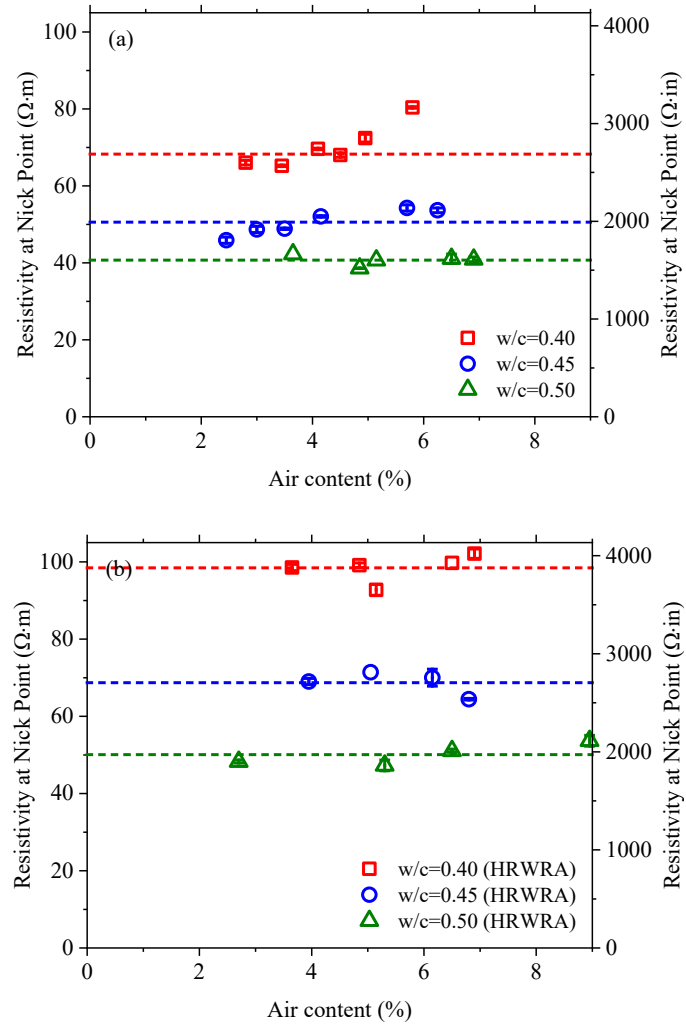 (a)
100
80
60
40
20
0
4000
3000
2000
1000
0
0 2 4 6 8
Resistivity at Nick Point (Ω·m)
Resistivity at Nick Point (Ω·in)
w/c=0.40
w/c=0.45
w/c=0.50
Air content (%)
(b)
100
80
60
40
20
0
4000
3000
2000
1000
0
0 2 4 6 8
Resistivity at Nick Point (Ω·m)
Resistivity at Nick Point (Ω·in)
w/c=0.40 (HRWRA)
w/c=0.45 (HRWRA)
w/c=0.50 (HRWRA)
Air content (%)